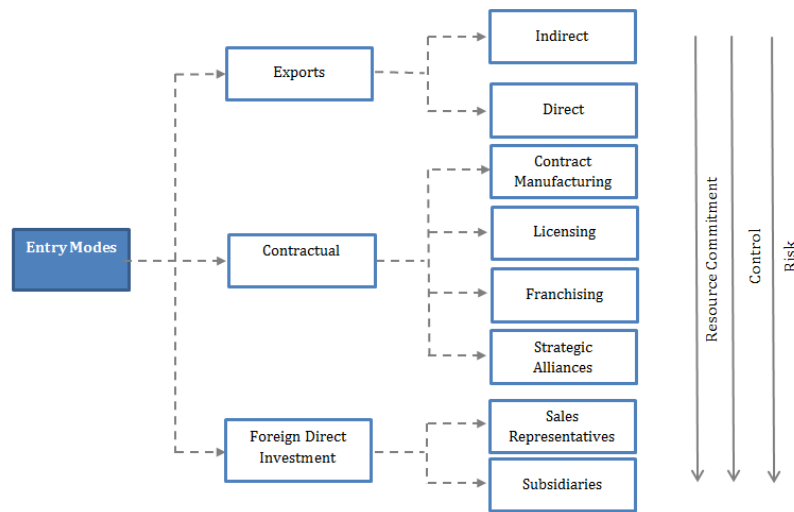 Entry Modes
Exports
Contractual
Foreign Direct
Investment
Indirect
Direct
Contract
Manufacturing
Licensing
Franchising
Strategic
Alliances
Sales
Representatives
Subsidiaries
Resource Commitment
Control
Risk